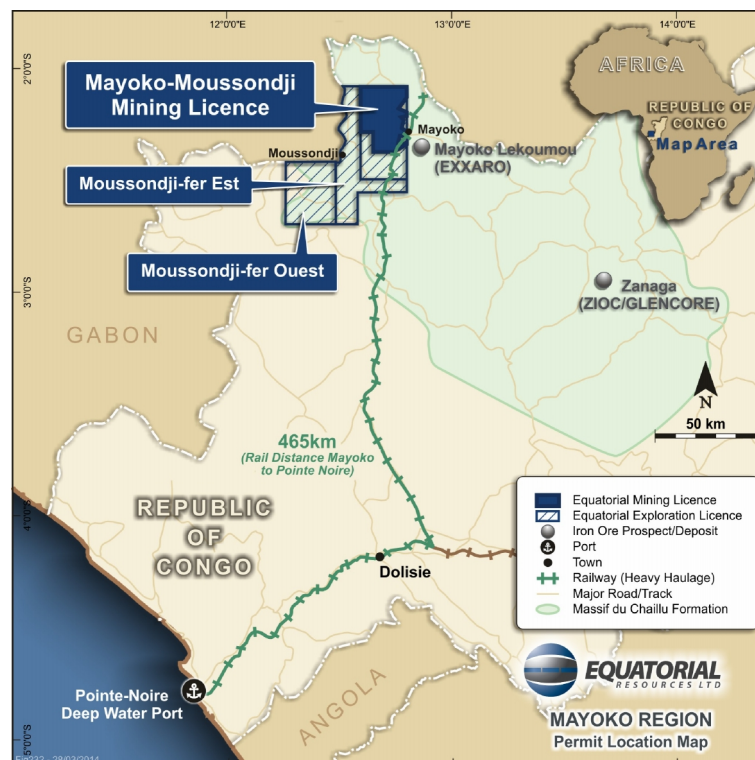 12°0'0"E
13°0'0"E
14°0'0"E
2°0'0"S
3°0'0"S
4°0'0"S
5°0'0"S
Mayoko-Moussondji
Mining Licence
Moussondji
Mayoko
Mayoko Lekoumou
(EXXARO)
Moussondji-fer Est
Moussondji-fer Ouest
AFRICA
REPUBLIC OF
CONGO
Map Area
Zanaga
(ZIOC/GLENCORE)
GABON
N
50 km
465km
(Rail Distance Mayoko
to Pointe Noire)
REPUBLIC
OF
CONGO
Dolisie
Pointe-Noire
Deep Water Port
ANGOLA
Equatorial Mining Licence
Equatorial Exploration Licence
Iron Ore Prospect/Deposit
Port
Town
Railway (Heavy Haulage)
Major Road/Track
Massif du Chaillu Formation
EQUATORIAL
RESOURCES LTD
MAYOKO REGION
Permit Location Map
Fig232 - 28/03/2014